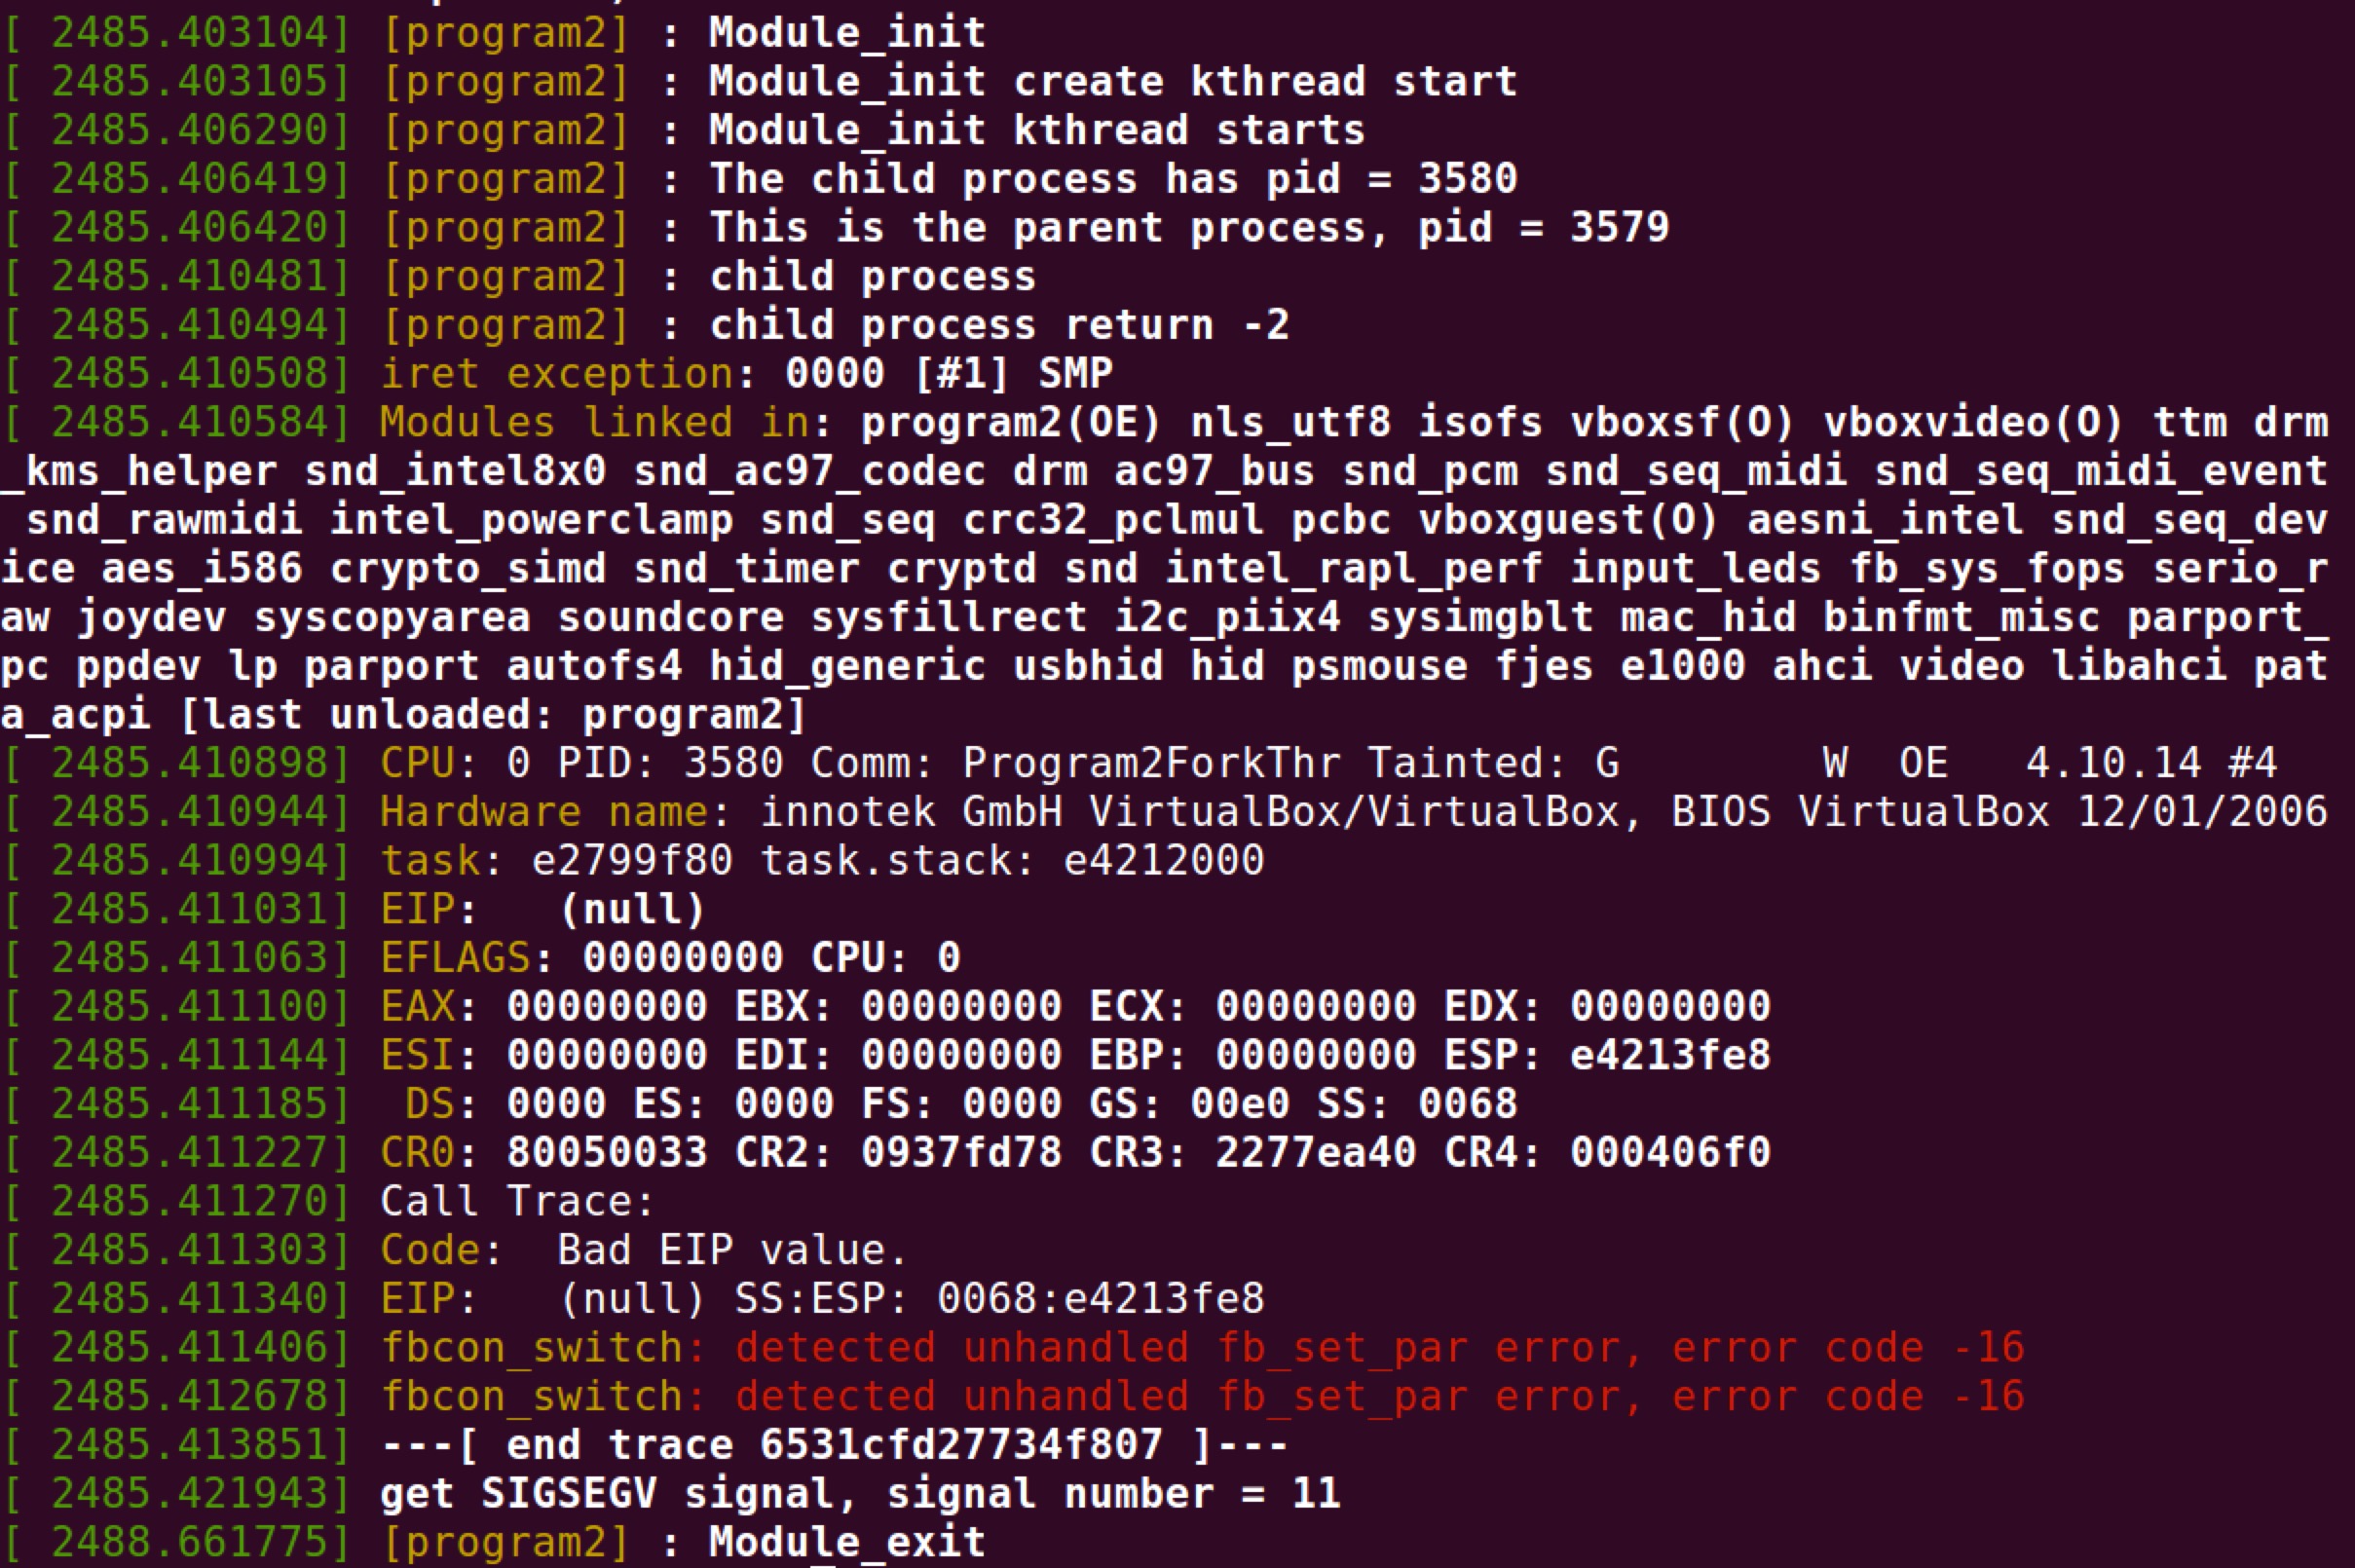 [ 2485.403104] [program2] : Module_init
[ 2485.403105] [program2] : Module_init create kthread start
[ 2485.406290] [program2] : Module_init kthread starts
[ 2485.406419] [program2] : The child process has pid = 3580
[ 2485.406420] [program2] : This is the parent process, pid = 3579
[ 2485.410481] [program2] : child process
[ 2485.410494] [program2] : child process return -2
[ 2485.410508] iret exception: 0000 [#1] SMP
[ 2485.410584] Modules linked in: program2(OE) nls_utf8 isofs vboxsf(O) vboxvideo(O) ttm drm
_kms_helper snd_intel8x0 snd_ac97_codec drm ac97_bus snd_pcm snd_seq_midi snd_seq_midi_event
 snd_rawmidi intel_powerclamp snd_seq crc32_pclmul pcbc vboxguest(O) aesni_intel snd_seq_dev
ice aes_i586 crypto_simd snd_timer cryptd snd intel_rapl_perf input_leds fb_sys_fops serio_r
aw joydev syscopyarea soundcore sysfillrect i2c_piix4 sysimgblt mac_hid binfmt_misc parport_
pc ppdev lp parport autofs4 hid_generic usbhid hid psmouse fjes e1000 ahci video libahci pat
a_acpi [last unloaded: program2]
[ 2485.410898] CPU: 0 PID: 3580 Comm: Program2ForkThr Tainted: G        W  OE   4.10.14 #4
[ 2485.410944] Hardware name: innotek GmbH VirtualBox/VirtualBox, BIOS VirtualBox 12/01/2006
[ 2485.410994] task: e2799f80 task.stack: e4212000
[ 2485.411031] EIP:   (null)
[ 2485.411063] EFLAGS: 00000000 CPU: 0
[ 2485.411100] EAX: 00000000 EBX: 00000000 ECX: 00000000 EDX: 00000000
[ 2485.411144] ESI: 00000000 EDI: 00000000 EBP: 00000000 ESP: e4213fe8
[ 2485.411185]  DS: 0000 ES: 0000 FS: 0000 GS: 00e0 SS: 0068
[ 2485.411227] CR0: 80050033 CR2: 0937fd78 CR3: 2277ea40 CR4: 000406f0
[ 2485.411270] Call Trace:
[ 2485.411303] Code:  Bad EIP value.
[ 2485.411340] EIP:   (null) SS:ESP: 0068:e4213fe8
[ 2485.411406] fbcon_switch: detected unhandled fb_set_par error, error code -16
[ 2485.412678] fbcon_switch: detected unhandled fb_set_par error, error code -16
[ 2485.413851] ---[ end trace 6531cfd27734f807 ]---
[ 2485.421943] get SIGSEGV signal, signal number = 11
[ 2488.661775] [program2] : Module_exit